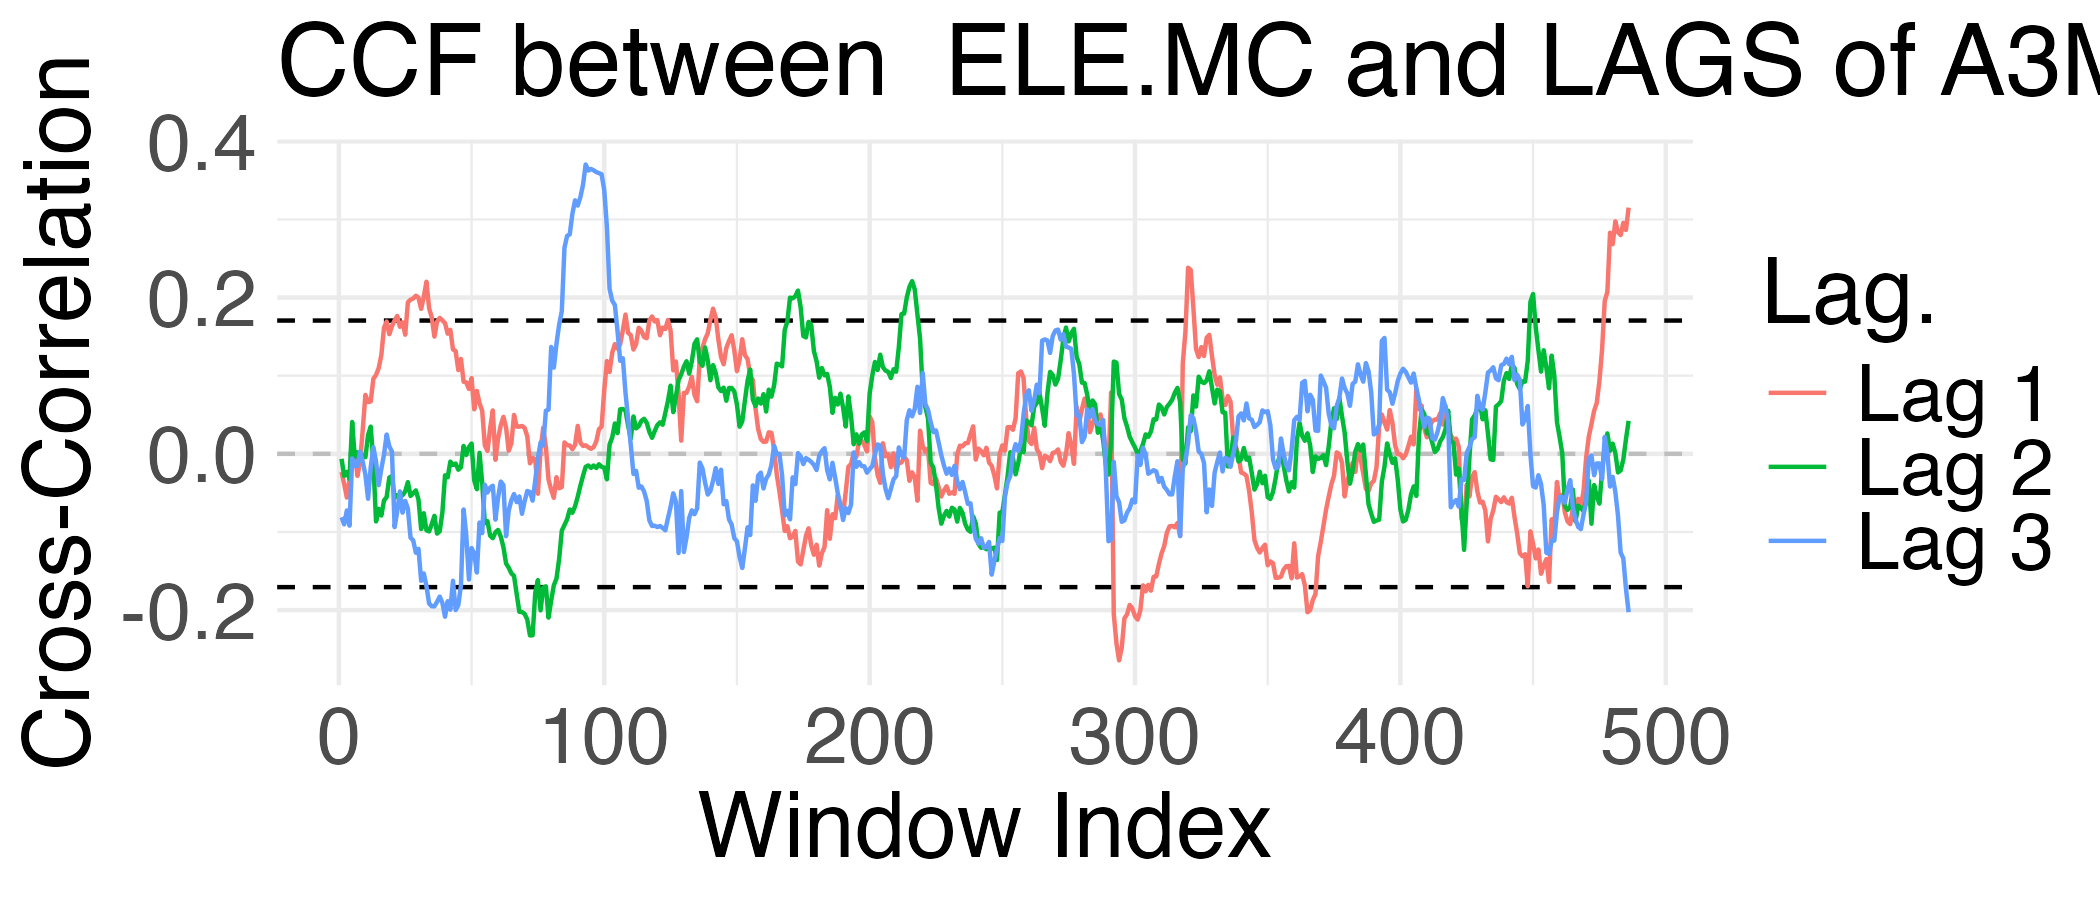 CCF between  ELE.MC and LAGS of A3M
Cross-Correlation
0.4
0.2
0.0
-0.2
0
100
200
300
400
500
Window Index
Lag.
Lag 1
Lag 2
Lag 3